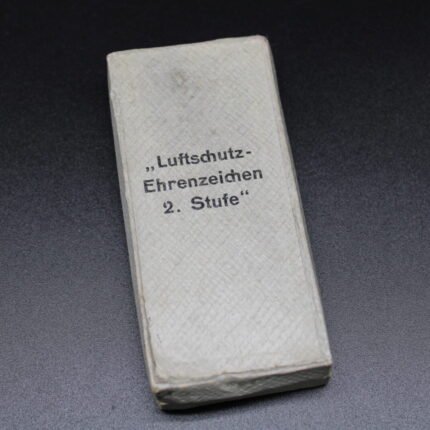 „Luftschutz-
Ehrenzeichen
2. Stufe“